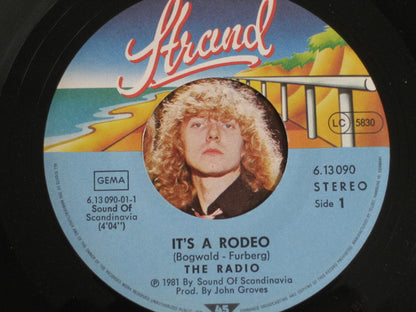 Strand
LC 5830
GEMA
6.13 090-01-1
Sound Of
Scandinavia
(4'04")
6.13 090
STEREO
Side 1
IT'S A RODEO
(Bogwald - Furberg)
THE RADIO
℗ 1981 By Sound Of Scandinavia
Prod. By John Groves
45